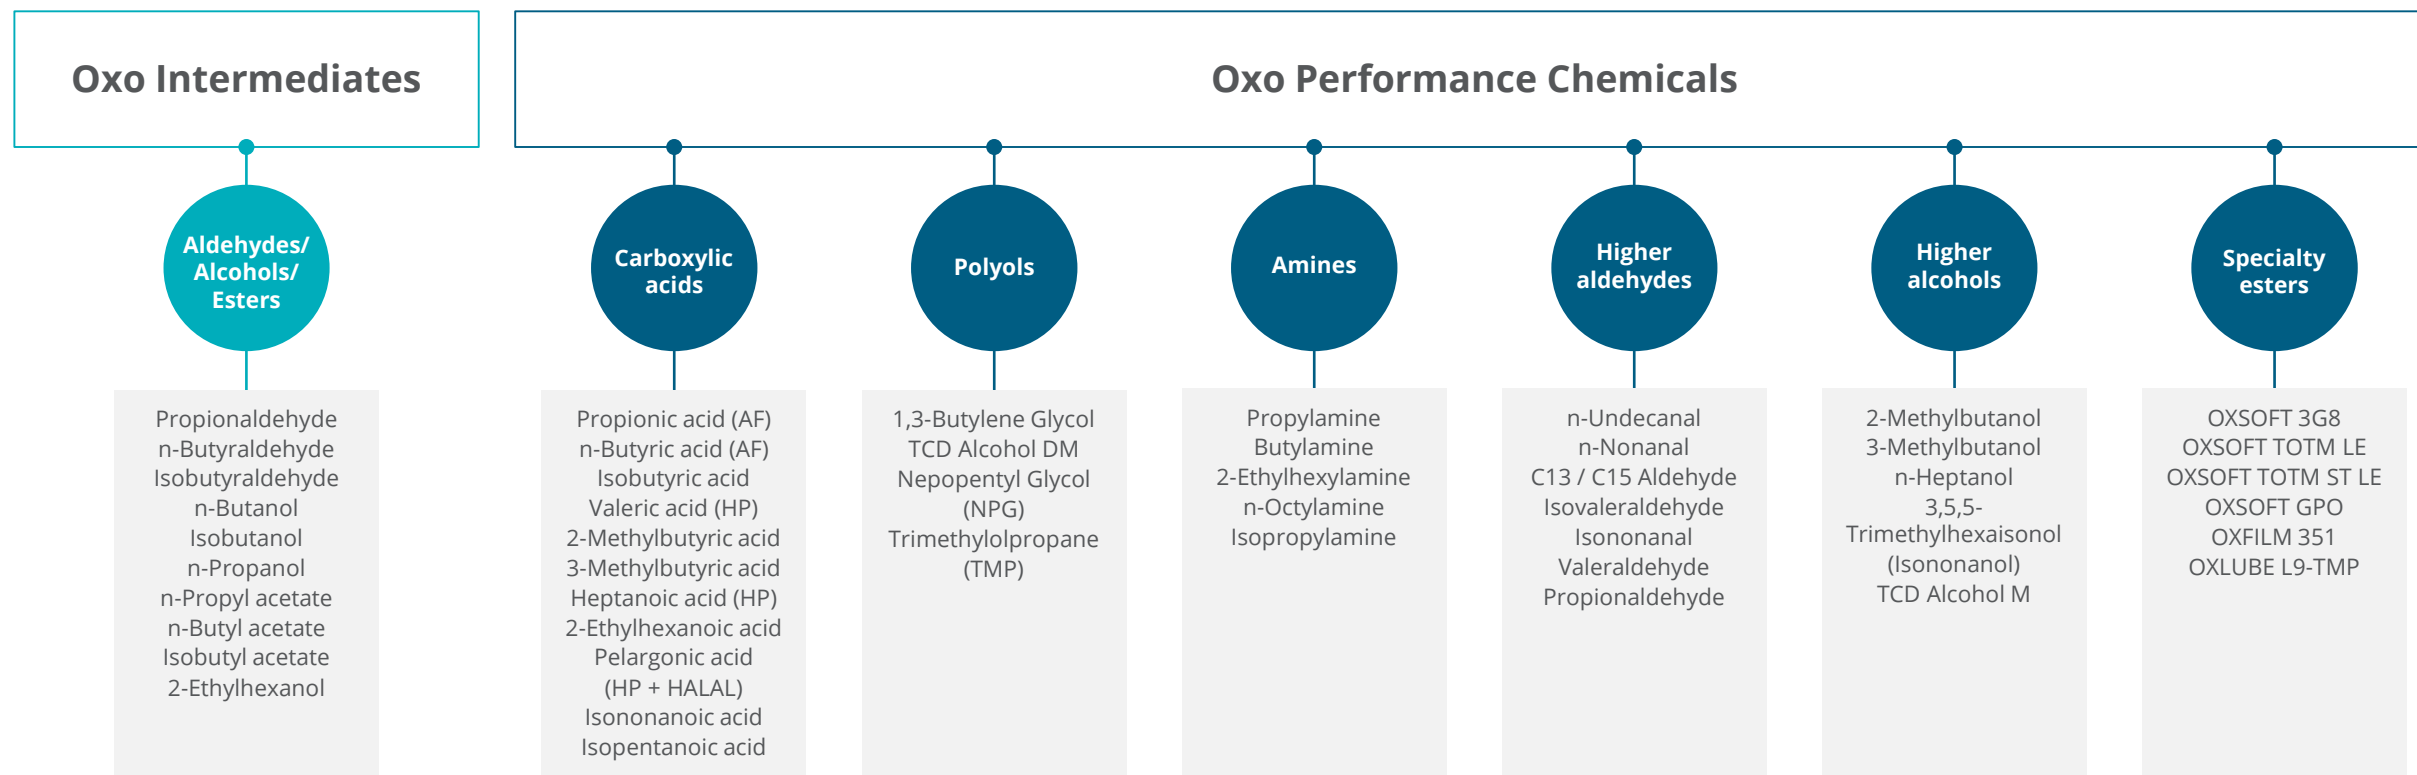 Oxo Intermediates
Oxo Performance Chemicals
Aldehydes/
Alcohols/
Esters
Propionaldehyde
n-Butyraldehyde
Isobutyraldehyde
n-Butanol
Isobutanol
n-Propanol
n-Propyl acetate
n-Butyl acetate
Isobutyl acetate
2-Ethylhexanol
Carboxylic
acids
Propionic acid (AF)
n-Butyric acid (AF)
Isobutyric acid
Valeric acid (HP)
2-Methylbutyric acid
3-Methylbutyric acid
Heptanoic acid (HP)
2-Ethylhexanoic acid
Pelargonic acid
(HP + HALAL)
Isononanoic acid
Isopentanoic acid
Polyols
1,3-Butylene Glycol
TCD Alcohol DM
Nepopentyl Glycol
(NPG)
Trimethylolpropane
(TMP)
Amines
Propylamine
Butylamine
2-Ethylhexylamine
n-Octylamine
Isopropylamine
Higher
aldehydes
n-Undecanal
n-Nonanal
C13 / C15 Aldehyde
Isovaleraldehyde
Isononanal
Valeraldehyde
Propionaldehyde
Higher
alcohols
2-Methylbutanol
3-Methylbutanol
n-Heptanol
3,5,5-
Trimethylhexaisonol
(Isononanol)
TCD Alcohol M
Specialty
esters
OXSOFT 3G8
OXSOFT TOTM LE
OXSOFT TOTM ST LE
OXSOFT GPO
OXFILM 351
OXLUBE L9-TMP